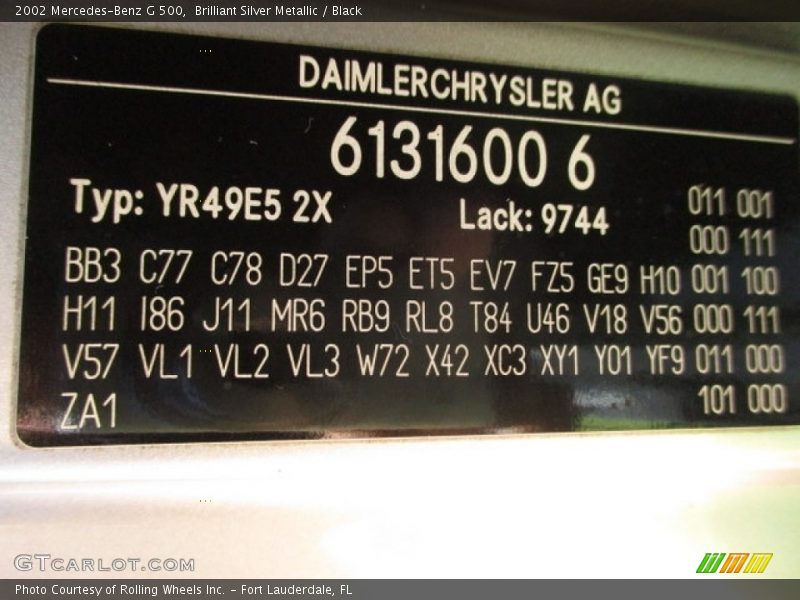 2002 Mercedes-Benz G 500,  Brilliant Silver Metallic / Black
DAIMLERCHRYSLER AG
6131600 6
Typ: YR49E5 2X Lack: 9744 011 001
000 111
BB3 C77 C78 D27 EP5 ET5 EV7 FZ5 GE9 H10 001 100
H11 I86 J11 MR6 RB9 RL8 T84 U46 V18 V56 000 111
V57 VL1 VL2 VL3 W72 X42 XC3 XY1 Y01 YF9 011 000
ZA1 101 000
GTCARLOT.COM
Photo Courtesy of Rolling Wheels Inc. - Fort Lauderdale, FL